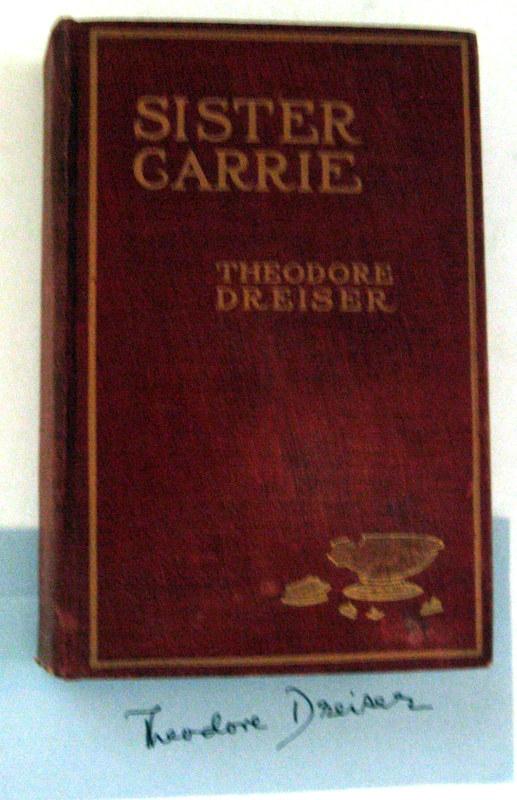 SISTER
CARRIE
THEODORE
DREISER
Theodore Dreiser